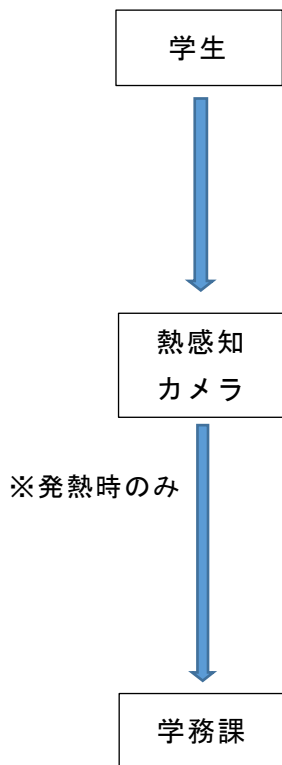 学生
熱感知
カメラ
※発熱時のみ
学務課